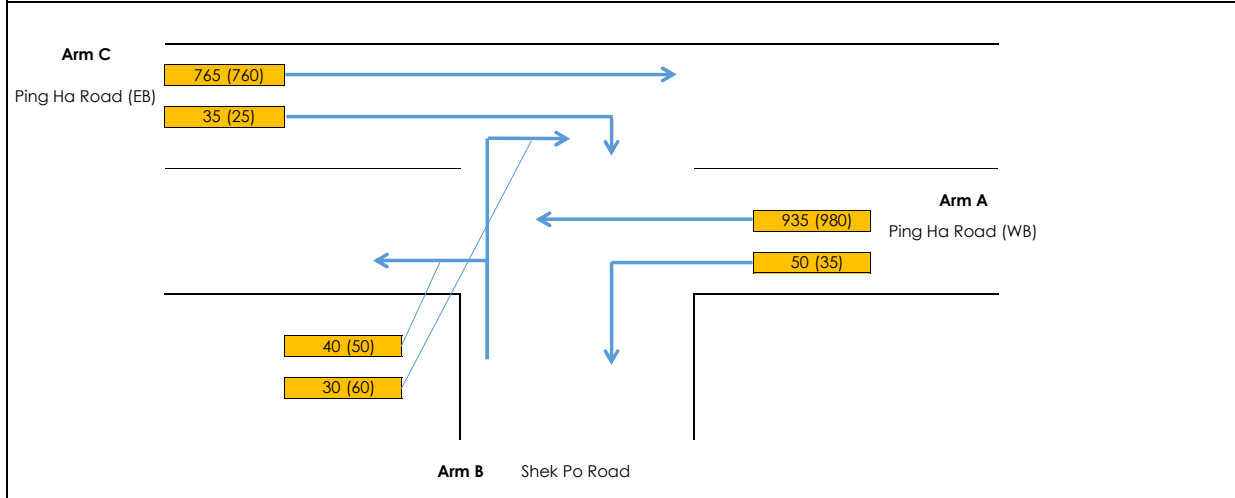 Arm C
765 (760)
Ping Ha Road (EB)
35 (25)
Arm A
935 (980)
Ping Ha Road (WB)
50 (35)
40 (50)
30 (60)
Arm B Shek Po Road